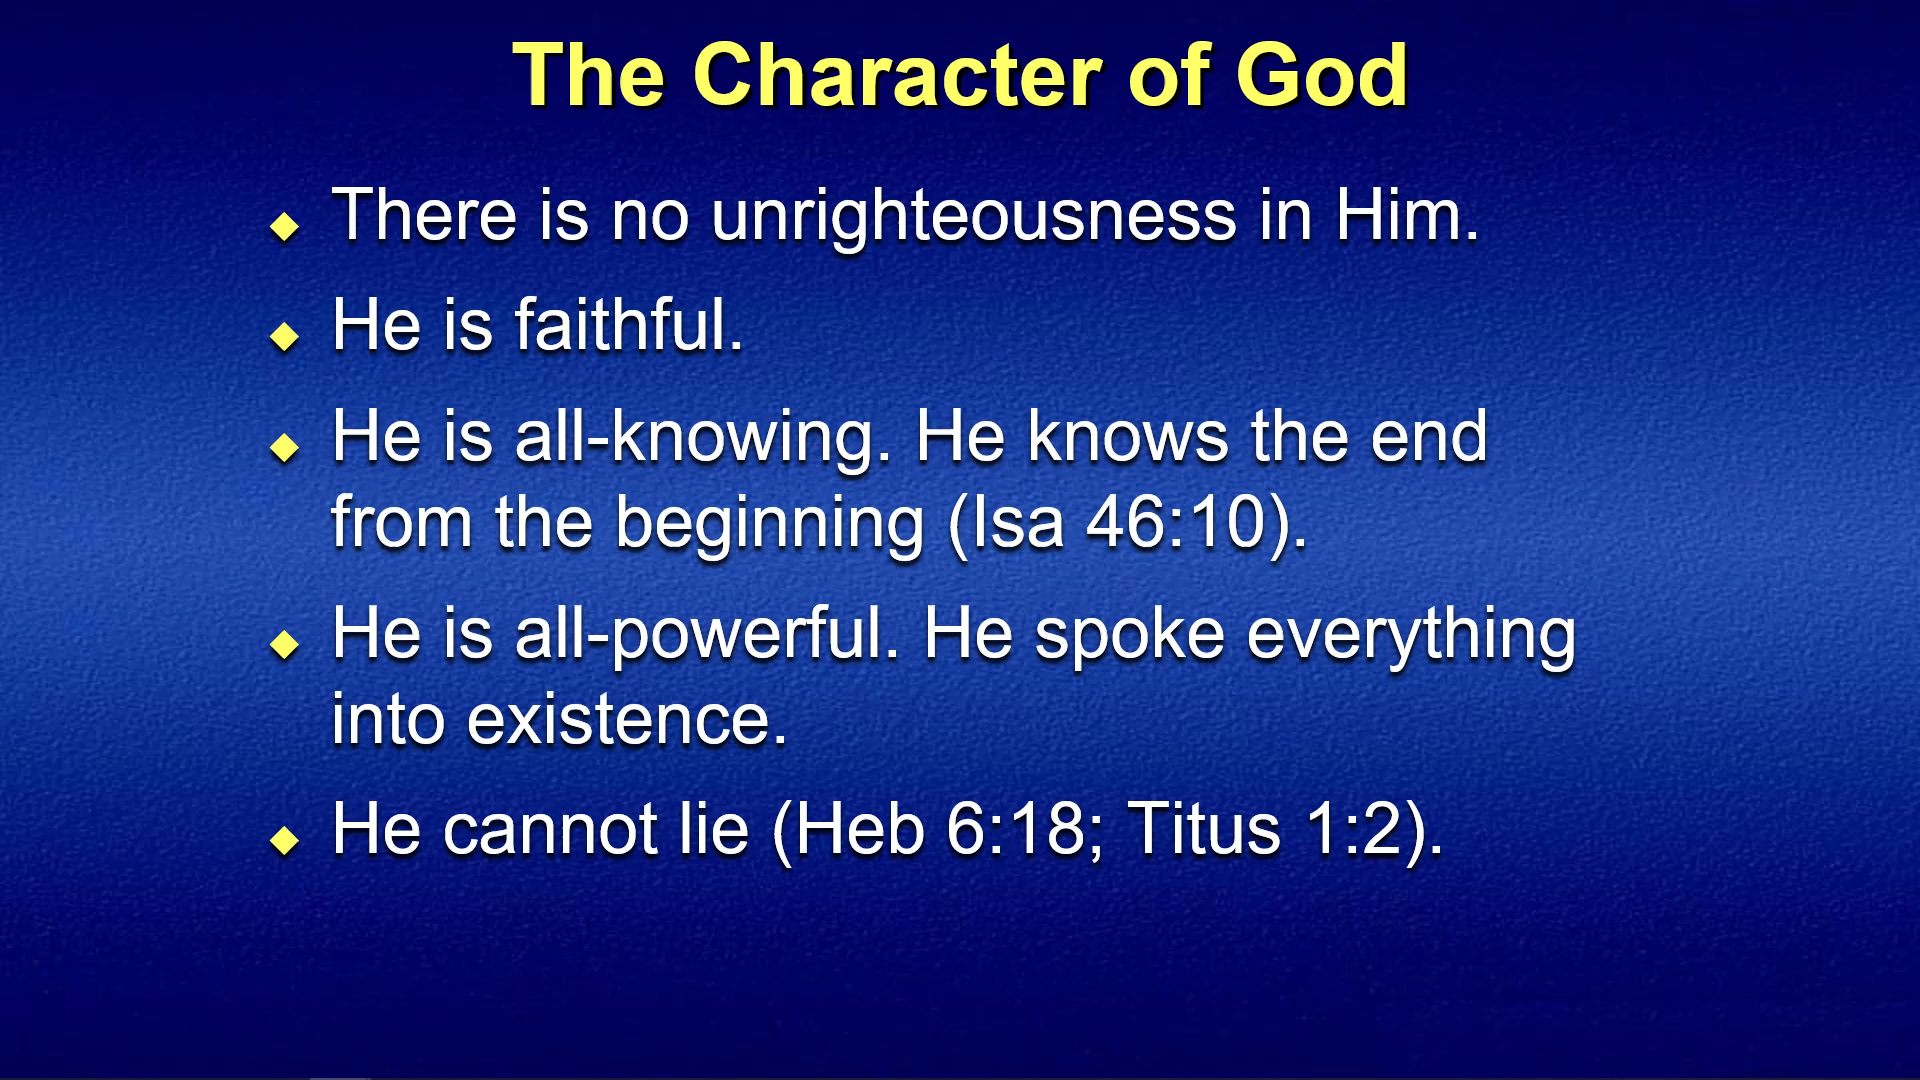 The Character of God
◆ There is no unrighteousness in Him.
◆ He is faithful.
◆ He is all-knowing. He knows the end
from the beginning (Isa 46:10).
◆ He is all-powerful. He spoke everything
into existence.
◆ He cannot lie (Heb 6:18; Titus 1:2).